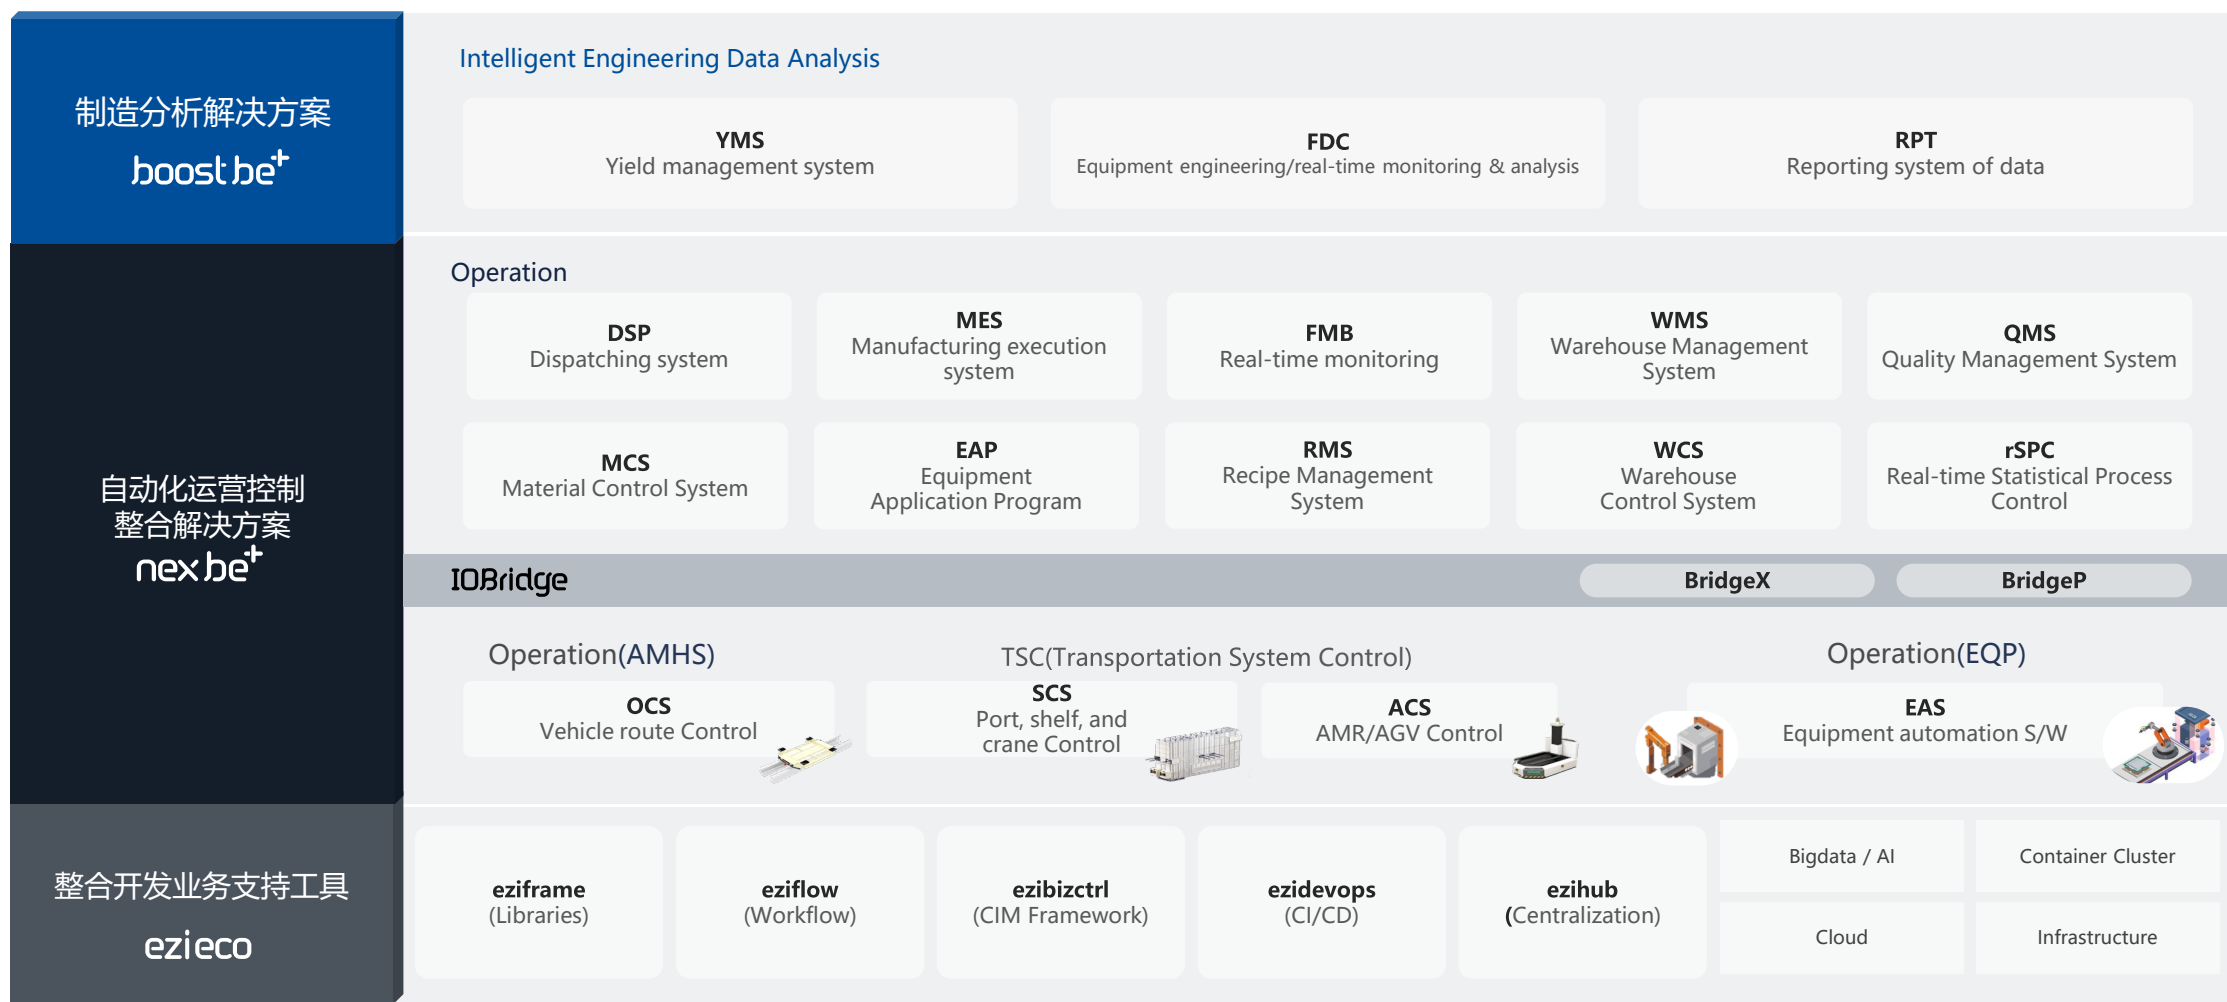 制造分析解决方案
boost.be+
Intelligent Engineering Data Analysis
YMS
Yield management system
FDC
Equipment engineering/real-time monitoring & analysis
RPT
Reporting system of data
自动化运营控制
整合解决方案
nex.be+
Operation
DSP
Dispatching system
MES
Manufacturing execution
system
FMB
Real-time monitoring
WMS
Warehouse Management
System
QMS
Quality Management System
MCS
Material Control System
EAP
Equipment
Application Program
RMS
Recipe Management
System
WCS
Warehouse
Control System
rSPC
Real-time Statistical Process
Control
IOBridge
BridgeX
BridgeP
Operation(AMHS)
OCS
Vehicle route Control
TSC(Transportation System Control)
SCS
Port, shelf, and
crane Control
ACS
AMR/AGV Control
Operation(EQP)
EAS
Equipment automation S/W
整合开发业务支持工具
ezieco
eziframe
(Libraries)
eziflow
(Workflow)
ezibizctrl
(CIM Framework)
ezidevops
(CI/CD)
ezihub
(Centralization)
Bigdata / AI
Container Cluster
Cloud
Infrastructure